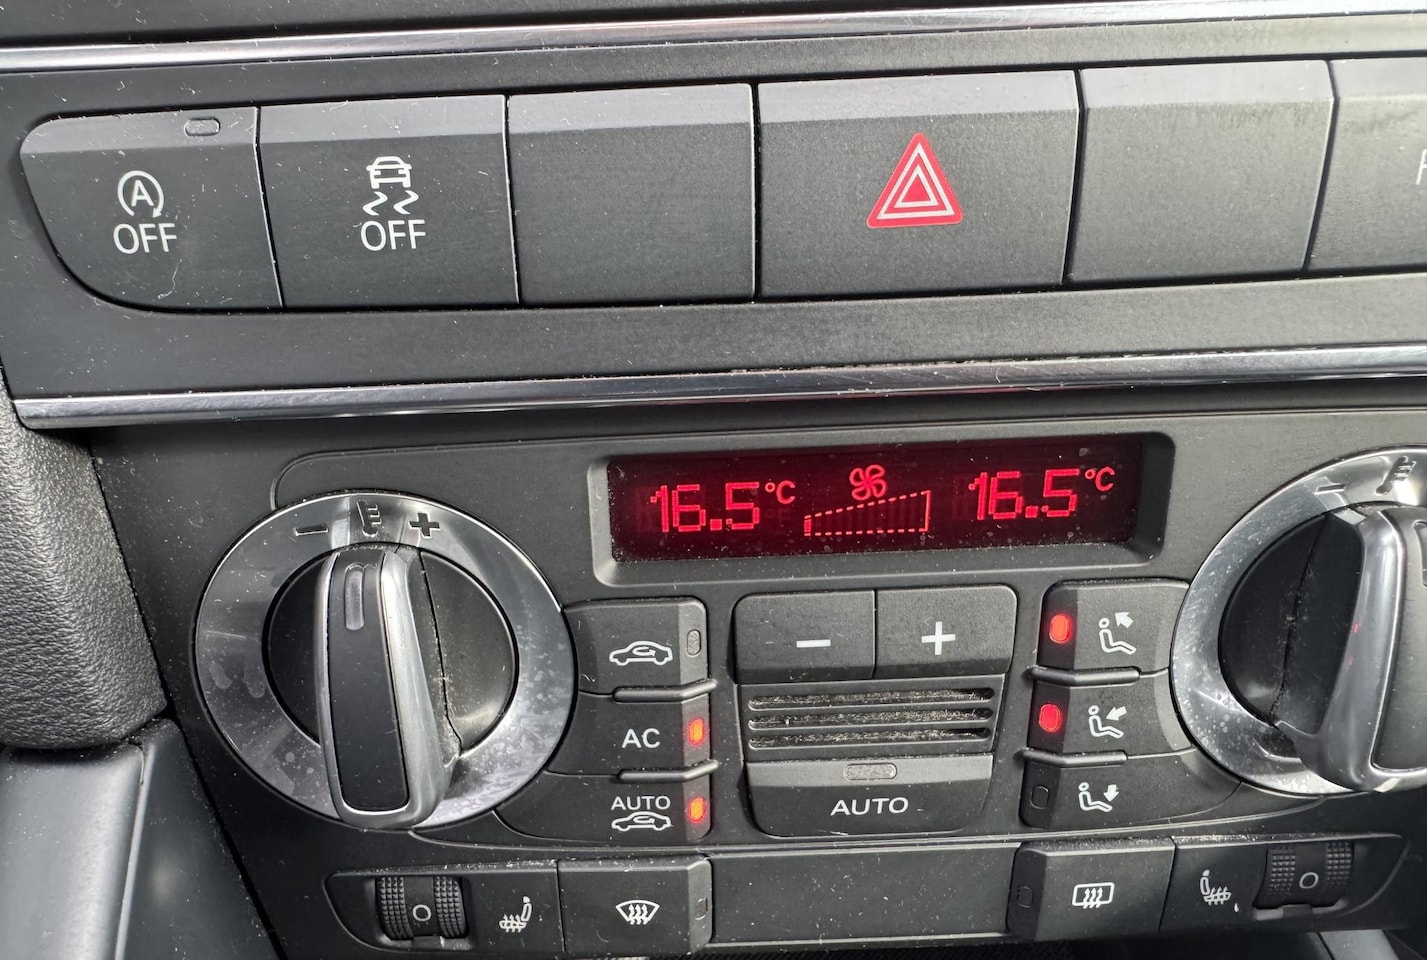 A
OFF
OFF
16.5°C
16.5°C
- +
- +
-
AC
AUTO
AUTO
O
O